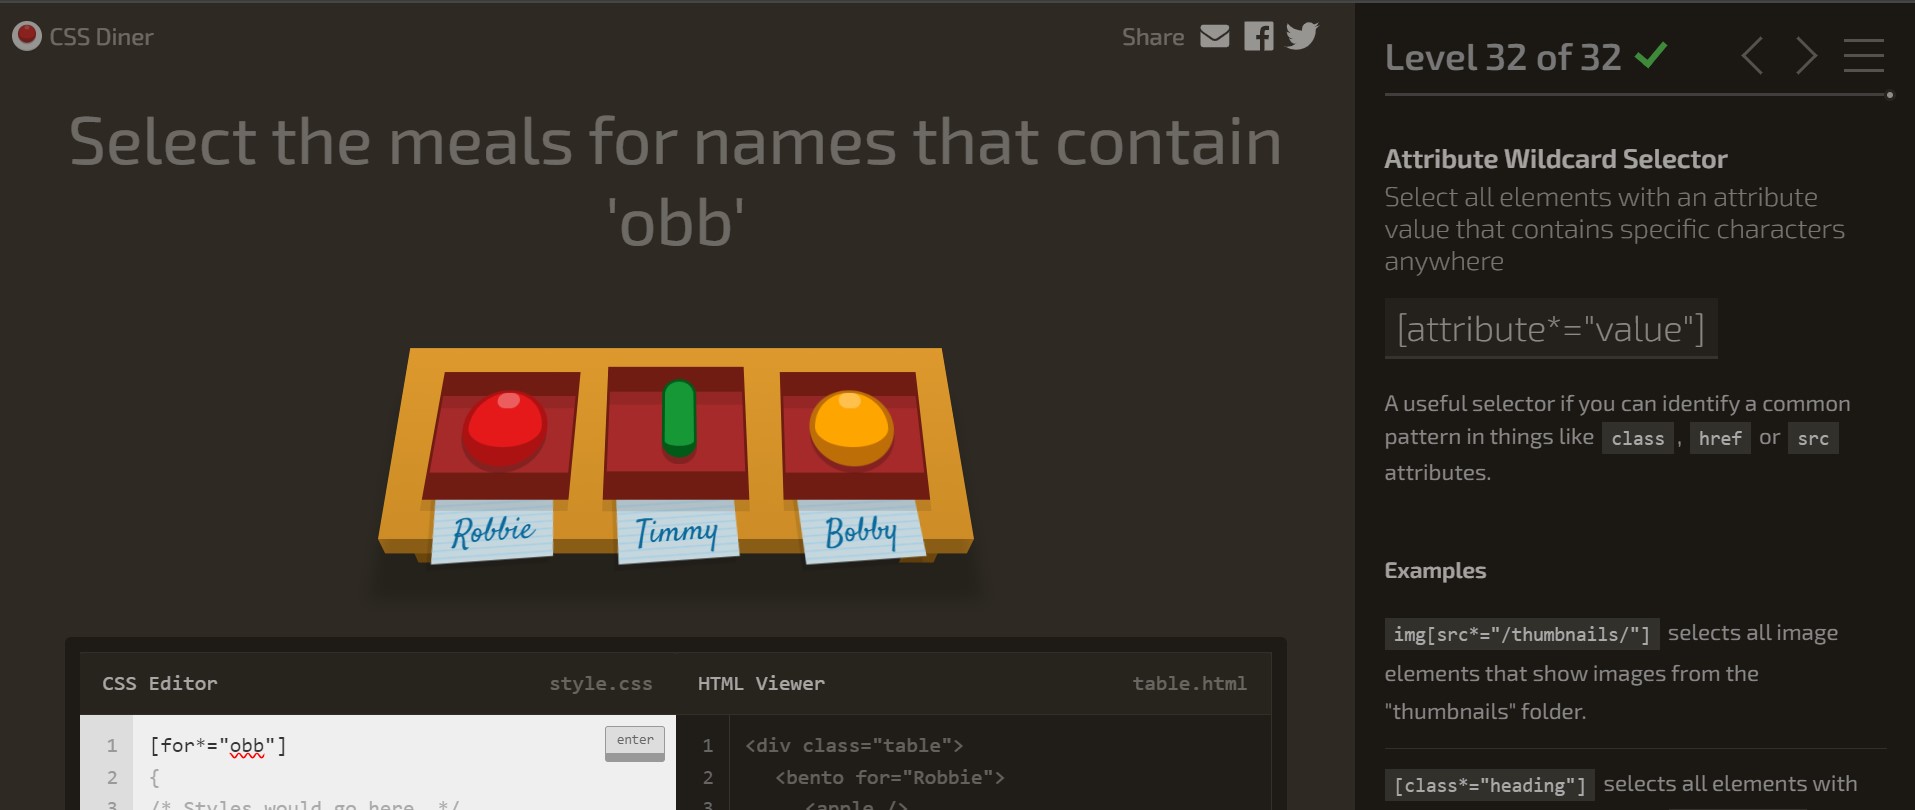 CSS Diner
Share
Select the meals for names that contain
'obb'
Robbie
Timmy
Bobby
CSS Editor
style.css
HTML Viewer
table.html
1
[for*="obb"]
enter
2
{
3
/* Styles would go here. */
1
<div class="table">
2
<bento for="Robbie">
3
<apple />
Level 32 of 32
Attribute Wildcard Selector
Select all elements with an attribute
value that contains specific characters
anywhere
[attribute*="value"]
A useful selector if you can identify a common
pattern in things like class , href or src
attributes.
Examples
img[src*="/thumbnails/"] selects all image
elements that show images from the
"thumbnails" folder.
[class*="heading"] selects all elements with